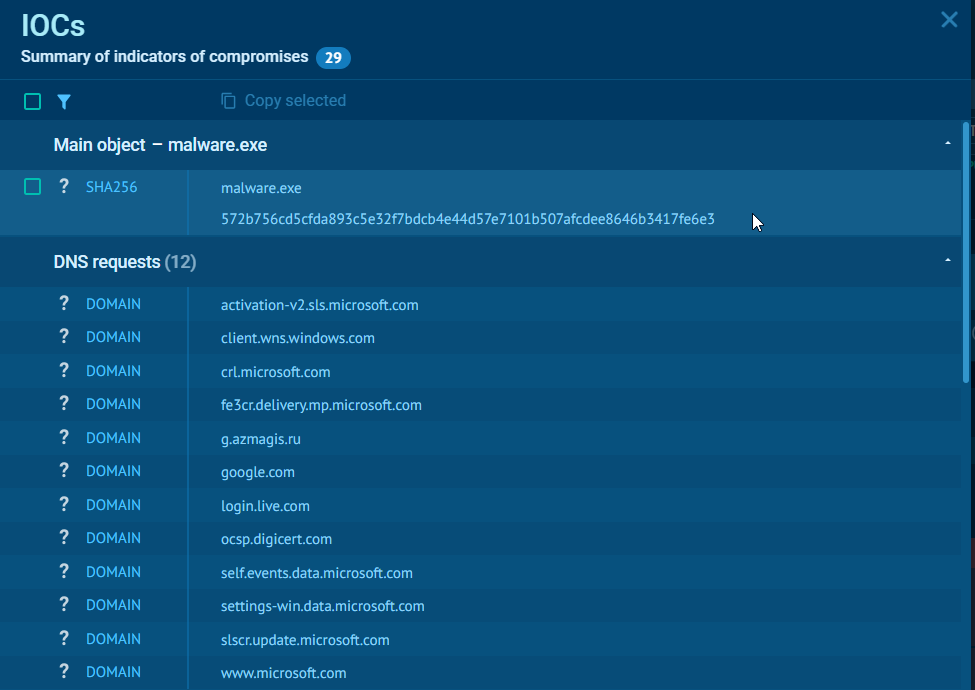 IOCs
Summary of indicators of compromises 29
Copy selected
Main object – malware.exe
? SHA256 malware.exe
572b756cd5cfda893c5e32f7bdcb4e44d57e7101b507afcdee8646b3417fe6e3
DNS requests (12)
? DOMAIN activation-v2.sls.microsoft.com
? DOMAIN client.wns.windows.com
? DOMAIN crl.microsoft.com
? DOMAIN fe3cr.delivery.mp.microsoft.com
? DOMAIN g.azmagis.ru
? DOMAIN google.com
? DOMAIN login.live.com
? DOMAIN ocsp.digicert.com
? DOMAIN self.events.data.microsoft.com
? DOMAIN settings-win.data.microsoft.com
? DOMAIN slscr.update.microsoft.com
? DOMAIN www.microsoft.com